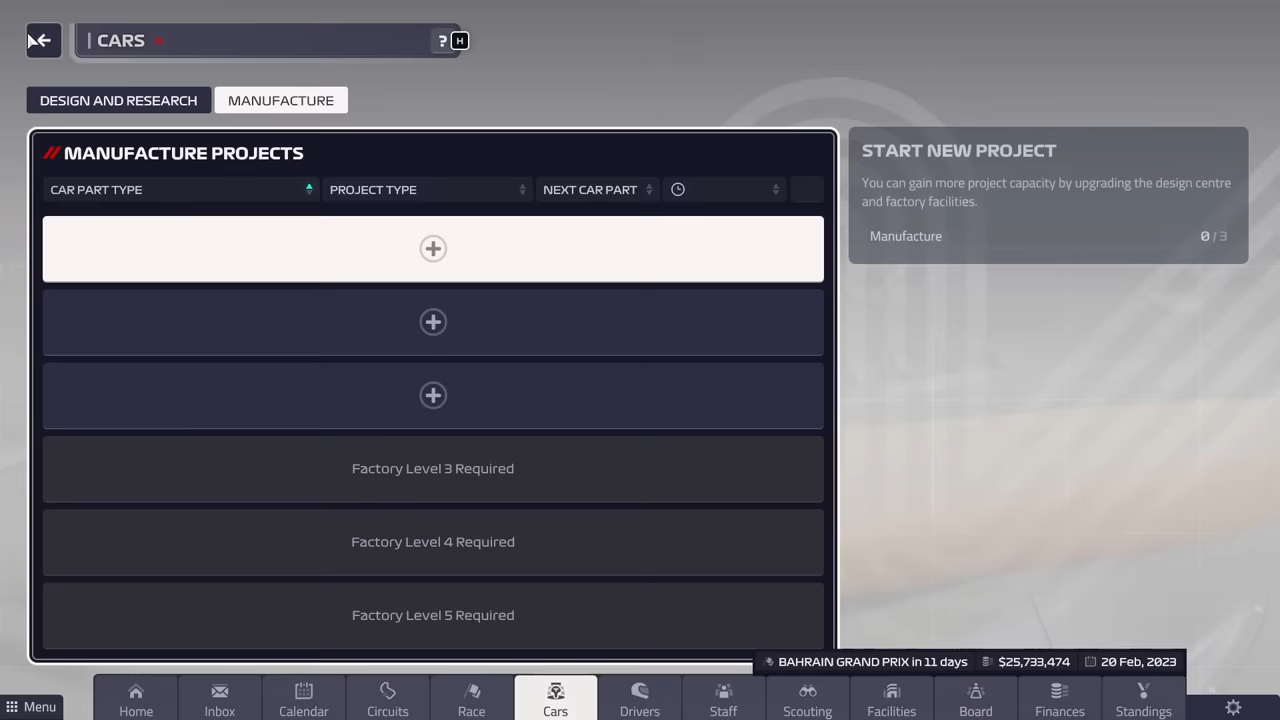 CARS
? H
DESIGN AND RESEARCH
MANUFACTURE
MANUFACTURE PROJECTS
CAR PART TYPE
PROJECT TYPE
NEXT CAR PART
Factory Level 3 Required
Factory Level 4 Required
Factory Level 5 Required
START NEW PROJECT
You can gain more project capacity by upgrading the design centre
and factory facilities.
Manufacture 0 / 3
BAHRAIN GRAND PRIX in 11 days $25,733,474 20 Feb, 2023
Menu
Home
Inbox
Calendar
Circuits
Race
Cars
Drivers
Staff
Scouting
Facilities
Board
Finances
Standings